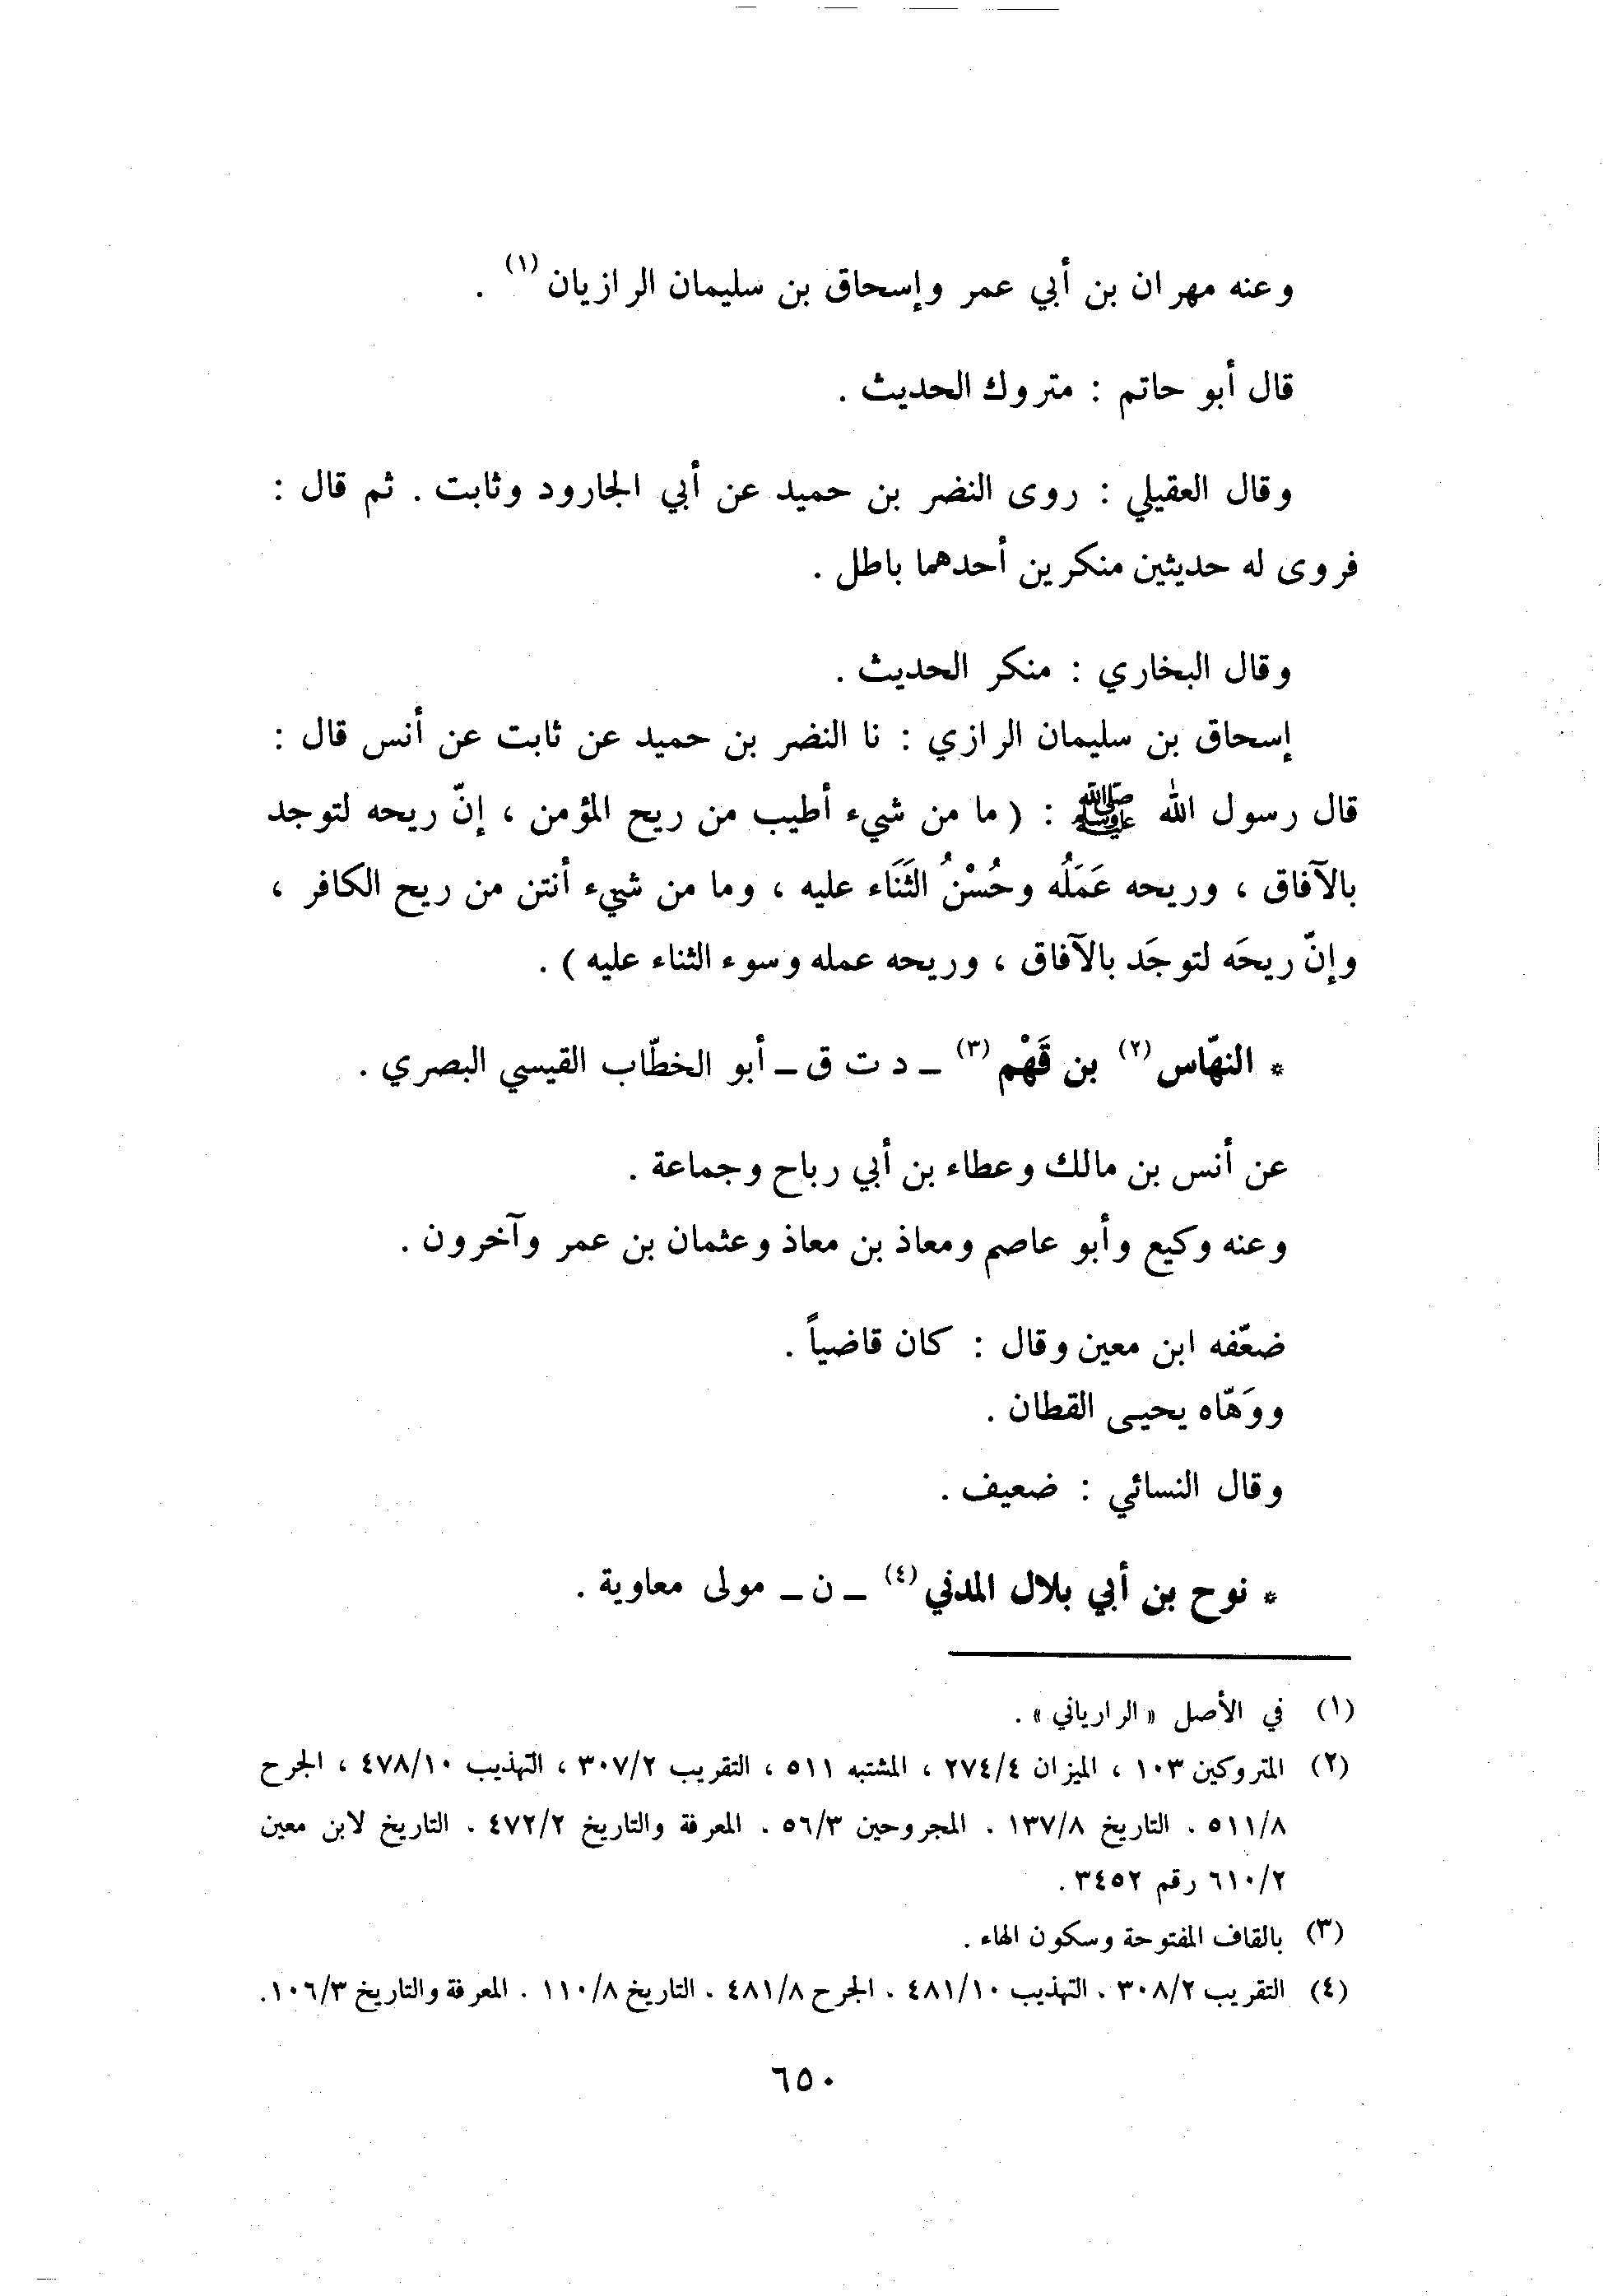 وعنه مهران بن أبي عمر وإسحاق بن سليمان الرازيان (١) .
قال أبو حاتم : متروك الحديث .
وقال العقيلي : روى النضر بن حميد عن أبي الجارود وثابت . ثم قال :
فروى له حديثين منكرين أحدهما باطل .
وقال البخاري : منكر الحديث .
إسحاق بن سليمان الرازي : نا النضر بن حميد عن ثابت عن أنس قال :
قال رسول الله ﷺ : ( ما من شيء أطيب من ريح المؤمن ، إنّ ريحه لتوجد
بالآفاق ، وريحه عَمَلُه وحُسْنُ الثَنَاء عليه ، وما من شيء أنتن من ريح الكافر ،
وإنّ ريحَه لتوجَد بالآفاق ، وريحه عمله وسوء الثناء عليه ) .
* النهّاس (٢) بن قَهْم (٣) ـ د ت ق ـ أبو الخطّاب القيسي البصري .
عن أنس بن مالك وعطاء بن أبي رباح وجماعة .
وعنه وكيع وأبو عاصم ومعاذ بن معاذ وعثمان بن عمر وآخرون .
ضعّفه ابن معين وقال : كان قاضياً .
ووَهّاه يحيى القطان .
وقال النسائي : ضعيف .
* نوح بن أبي بلال المدني (٤) ـ ن ـ مولى معاوية .
(١) في الأصل «الرارياني» .
(٢) المتروكين ١٠٣ ، الميزان ٢٧٤/٤ ، المشتبه ٥١١ ، التقريب ٣٠٧/٢ ، التهذيب ٤٧٨/١٠ ، الجرح
٥١١/٨ . التاريخ ١٣٧/٨ . المجروحين ٥٦/٣ . المعرفة والتاريخ ٤٧٢/٢ . التاريخ لابن معين
٦١٠/٢ رقم ٣٤٥٢ .
(٣) بالقاف المفتوحة وسكون الهاء .
(٤) التقريب ٣٠٨/٢ . التهذيب ٤٨١/١٠ . الجرح ٤٨١/٨ . التاريخ ١١٠/٨ . المعرفة والتاريخ ١٠٦/٣.
٦٥٠